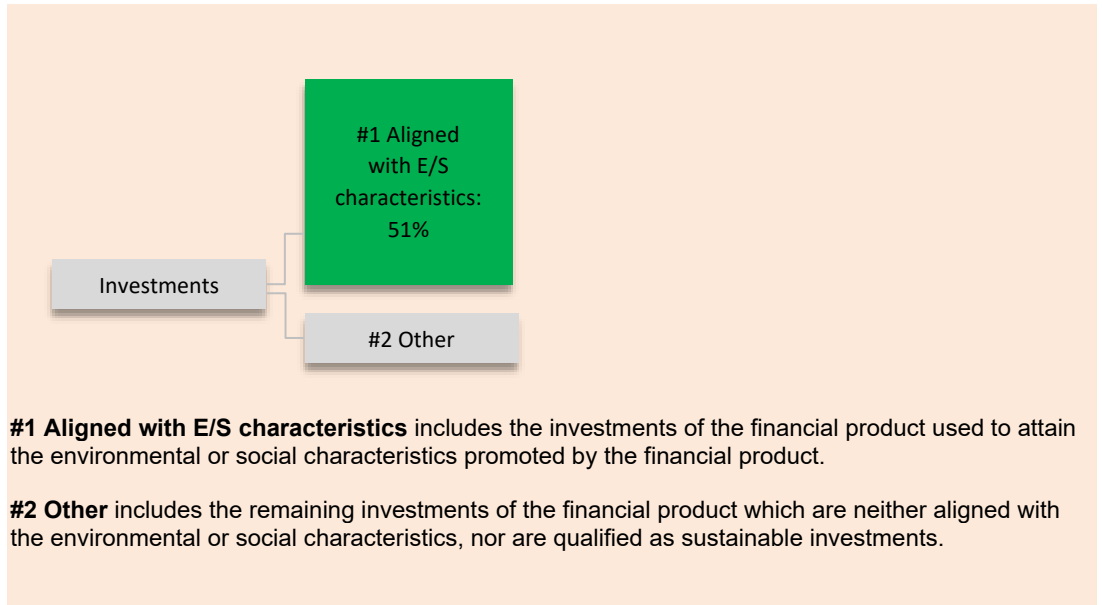 #1 Aligned
with E/S
characteristics:
51%
Investments
#2 Other
#1 Aligned with E/S characteristics includes the investments of the financial product used to attain
the environmental or social characteristics promoted by the financial product.
#2 Other includes the remaining investments of the financial product which are neither aligned with
the environmental or social characteristics, nor are qualified as sustainable investments.